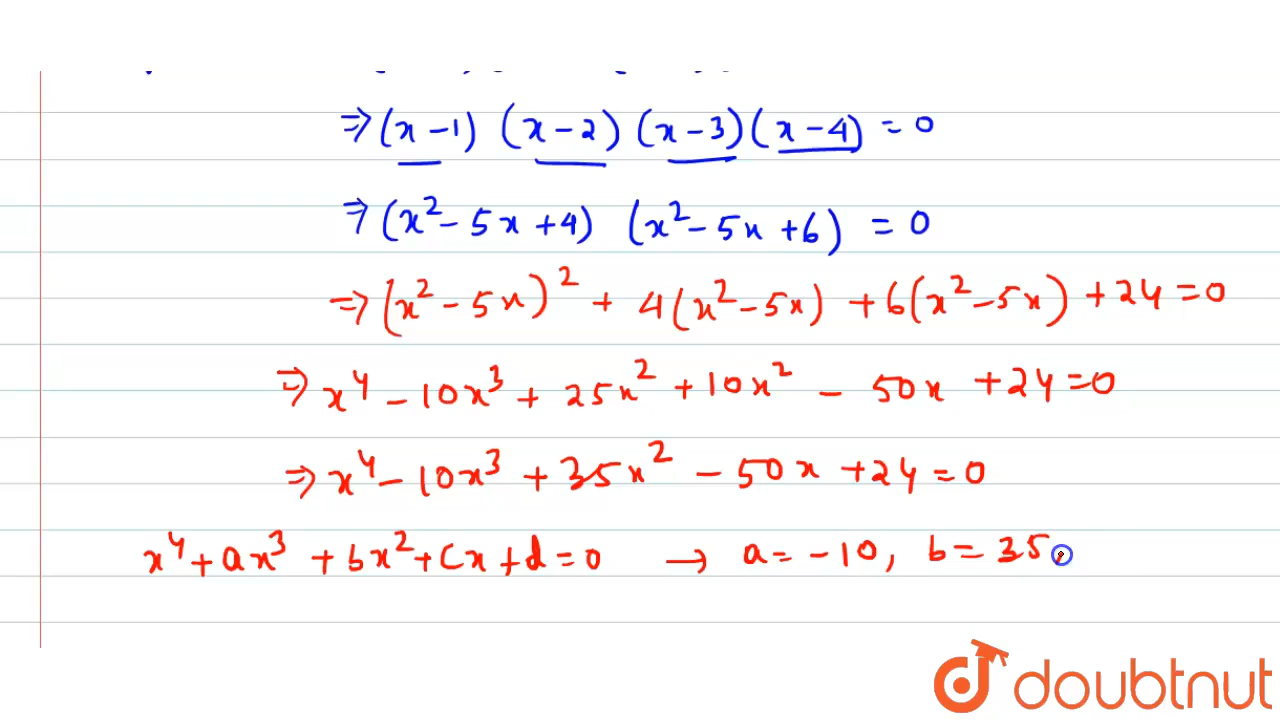 ⇒ (x-1) (x-2) (x-3)(x-4) = 0
⇒ (x² - 5x + 4) (x² - 5x + 6) = 0
⇒ (x² - 5x)² + 4(x² - 5x) + 6(x² - 5x) + 24 = 0
⇒ x⁴ - 10x³ + 25x² + 10x² - 50x + 24 = 0
⇒ x⁴ - 10x³ + 35x² - 50x + 24 = 0
x⁴ + ax³ + bx² + cx + d = 0 → a = -10, b = 35,
doubtnut